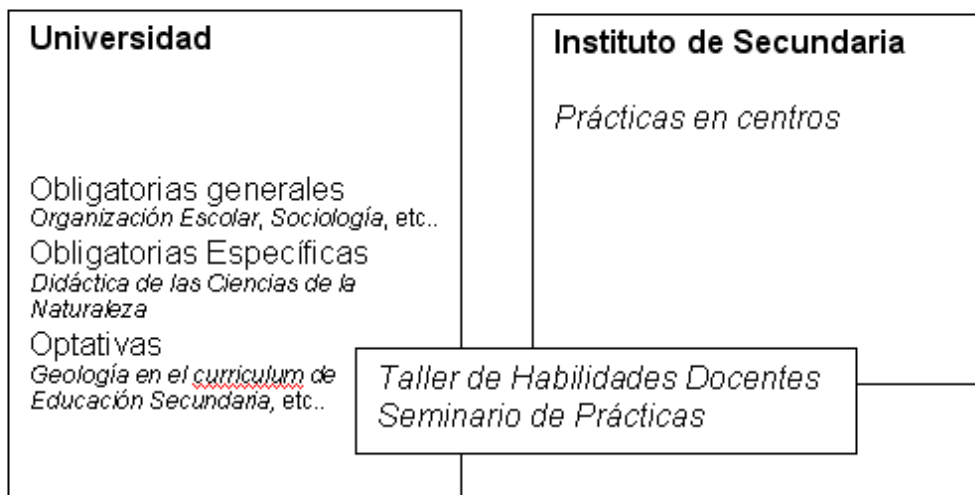 Universidad
Obligatorias generales
Organización Escolar, Sociología, etc..
Obligatorias Específicas
Didáctica de las Ciencias de la
Naturaleza
Optativas
Geología en el curriculum de
Educación Secundaria, etc..
Instituto de Secundaria
Prácticas en centros
Taller de Habilidades Docentes
Seminario de Prácticas